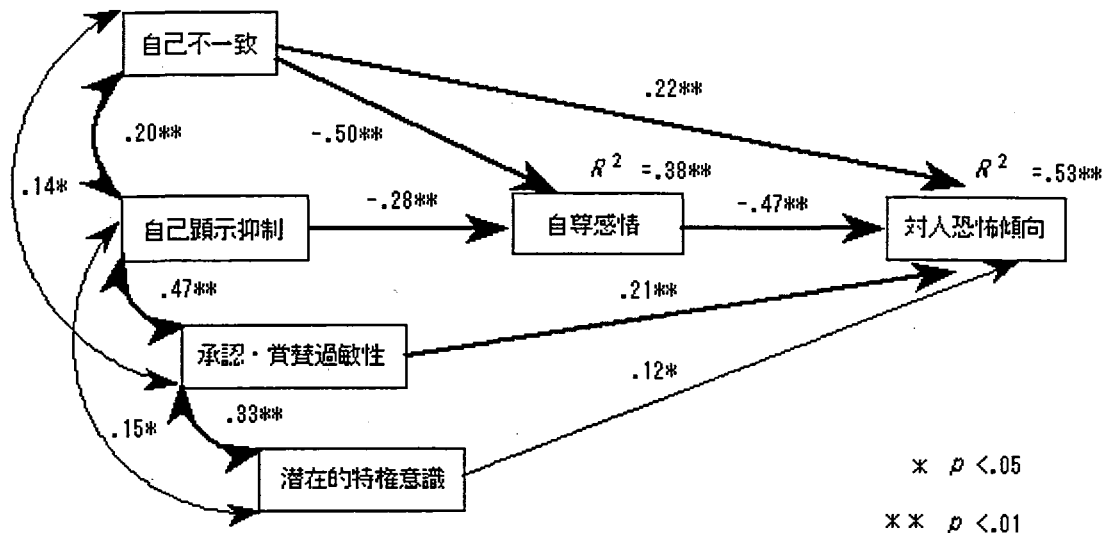 自己不一致
.22**
.20**
-.50**
R² =.38**
R² =.53**
.14*
-.28**
-.47**
自己顕示抑制
自尊感情
対人恐怖傾向
.47**
.21**
承認・賞賛過敏性
.12*
.15*
.33**
潜在的特権意識
* p <.05
** p <.01